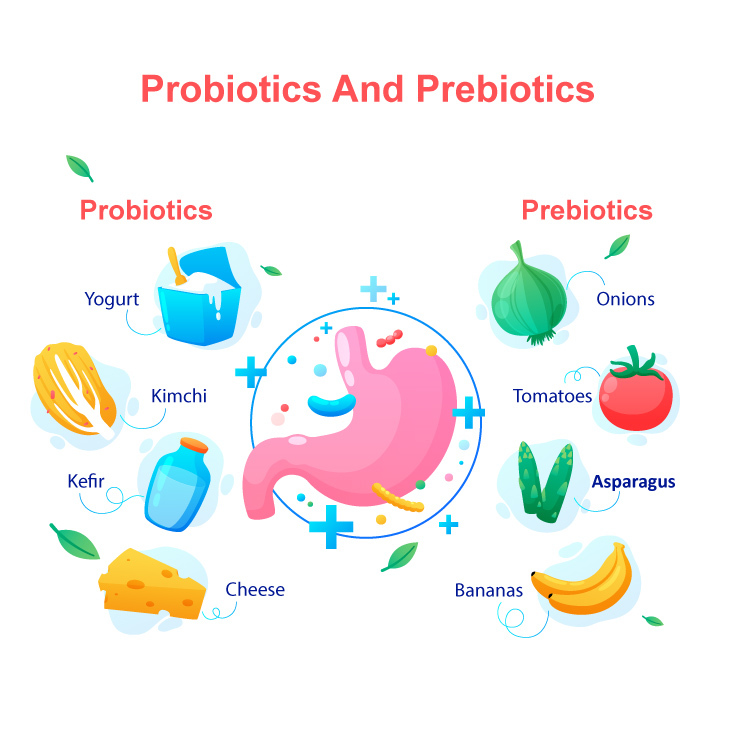 Probiotics And Prebiotics
Probiotics
Yogurt
Kimchi
Kefir
Cheese
Prebiotics
Onions
Tomatoes
Asparagus
Bananas